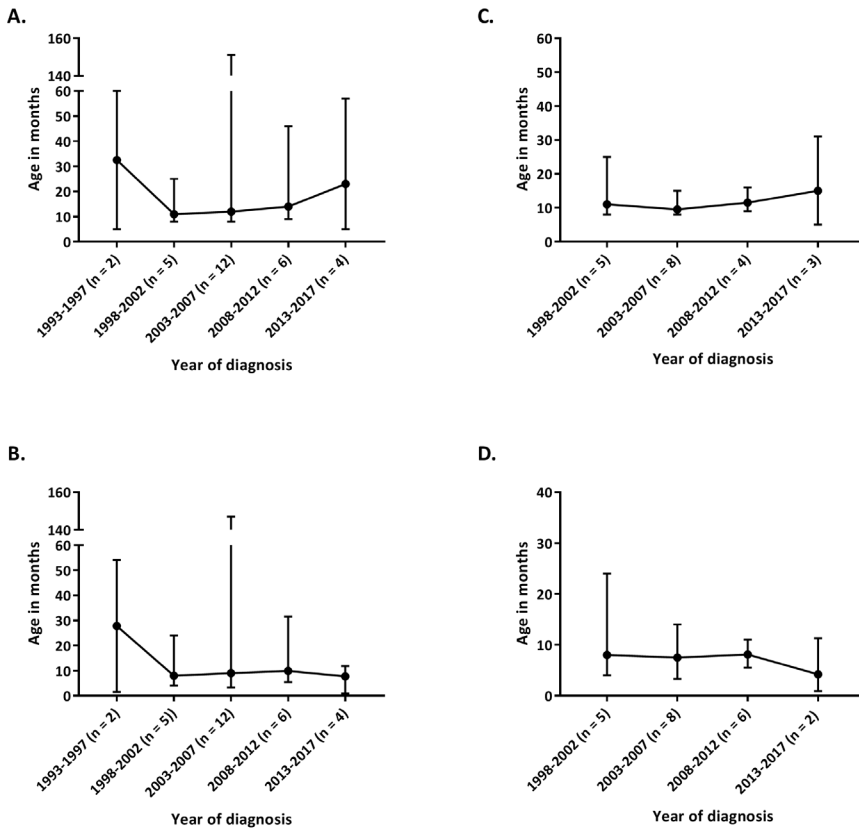 A.
160
140
60
50
40
30
20
10
0
Age in months
1993-1997 (n = 2)
1998-2002 (n = 5)
2003-2007 (n = 12)
2008-2012 (n = 6)
2013-2017 (n = 4)
Year of diagnosis
C.
60
50
40
30
20
10
0
Age in months
1998-2002 (n = 5)
2003-2007 (n = 8)
2008-2012 (n = 4)
2013-2017 (n = 3)
Year of diagnosis
B.
160
140
60
50
40
30
20
10
0
Age in months
1993-1997 (n = 2)
1998-2002 (n = 5))
2003-2007 (n = 12)
2008-2012 (n = 6)
2013-2017 (n = 4)
Year of diagnosis
D.
40
30
20
10
0
Age in months
1998-2002 (n = 5)
2003-2007 (n = 8)
2008-2012 (n = 6)
2013-2017 (n = 2)
Year of diagnosis